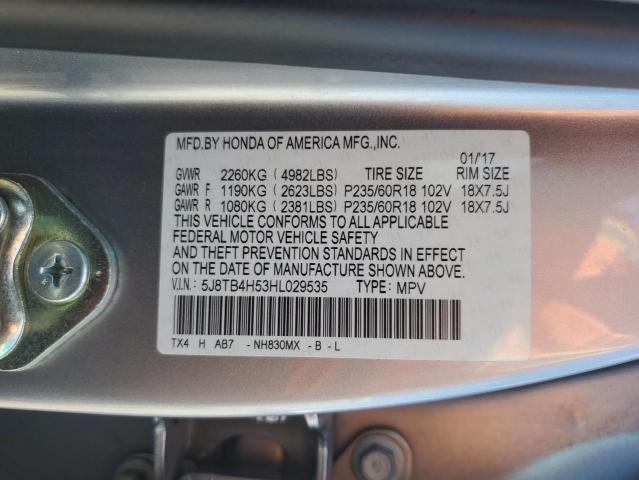 MFD.BY HONDA OF AMERICA MFG.,INC.
01/'17
GVWR 2260KG ( 4982LBS) TIRE SIZE RIM SIZE
GAWR F 1190KG ( 2623LBS) P235/60R18 102V 18X7.5J
GAWR R 1080KG ( 2381LBS) P235/60R18 102V 18X7.5J
THIS VEHICLE CONFORMS TO ALL APPLICABLE
FEDERAL MOTOR VEHICLE SAFETY
AND THEFT PREVENTION STANDARDS IN EFFECT
ON THE DATE OF MANUFACTURE SHOWN ABOVE.
V.I.N.: 5J8TB4H53HL029535 TYPE: MPV
TX4 H AB7 - NH830MX - B - L